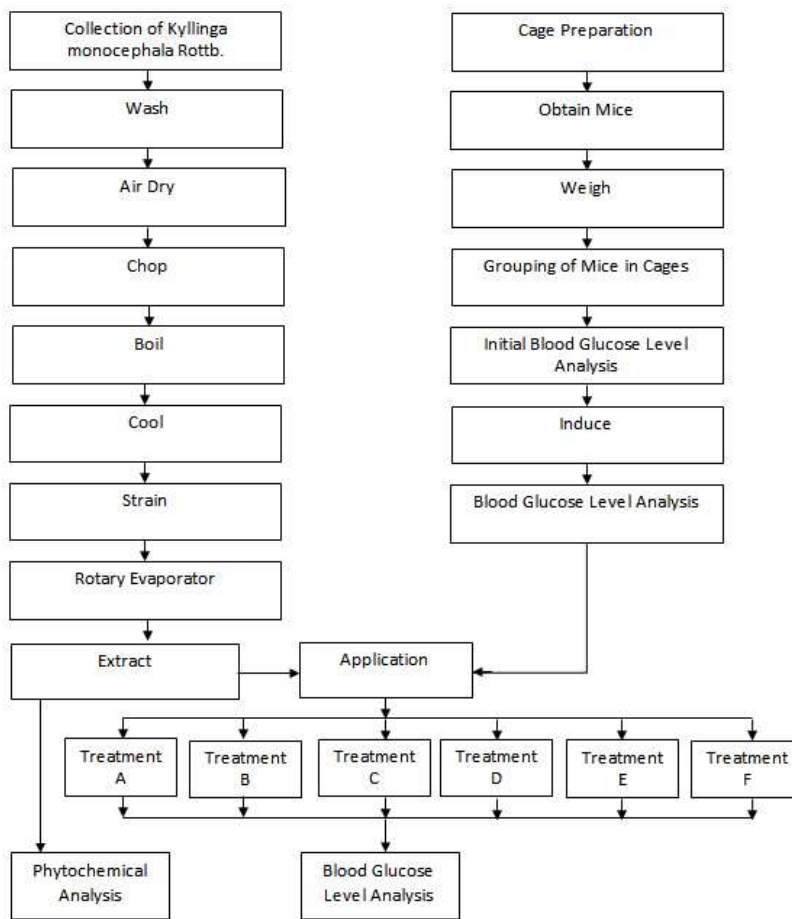 Collection of Kyllinga
monocephala Rottb.
Wash
Air Dry
Chop
Boil
Cool
Strain
Rotary Evaporator
Extract
Cage Preparation
Obtain Mice
Weigh
Grouping of Mice in Cages
Initial Blood Glucose Level
Analysis
Induce
Blood Glucose Level Analysis
Application
Treatment
A
Treatment
B
Treatment
C
Treatment
D
Treatment
E
Treatment
F
Phytochemical
Analysis
Blood Glucose
Level Analysis